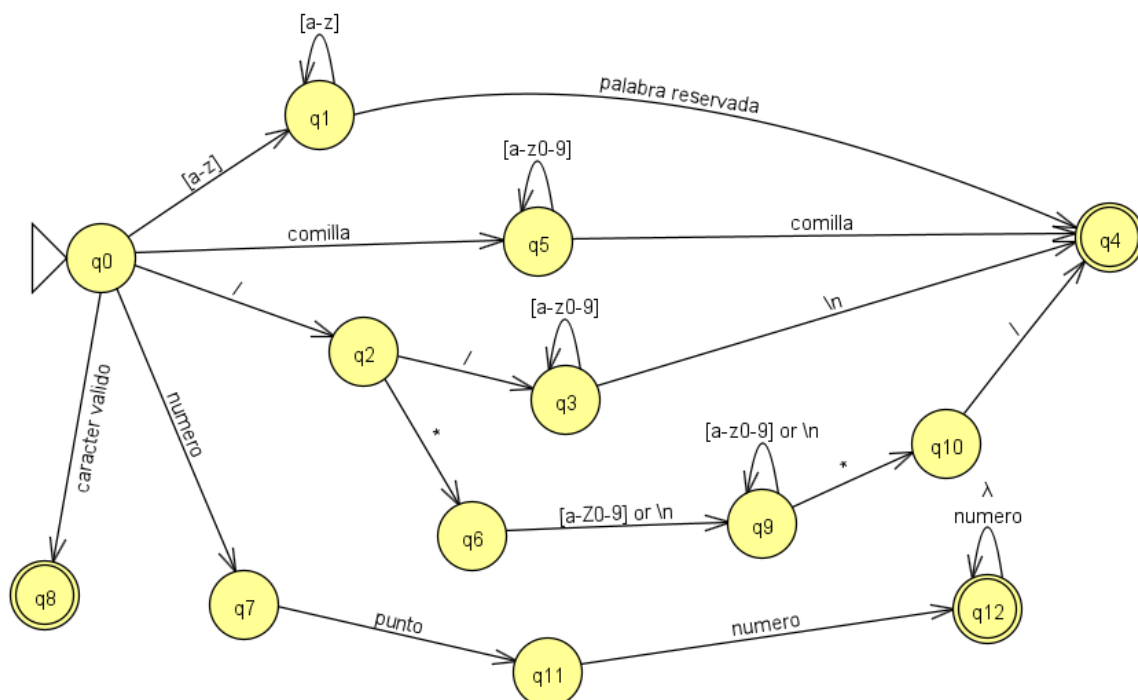 [a-z]
q1
palabra reservada
[a-z]
[a-z0-9]
q0
comilla
q5
comilla
q4
/
[a-z0-9]
\n
q2
/
q3
/
caracter valido
numero
*
[a-z0-9] or \n
*
q10
λ
numero
q6
[a-Z0-9] or \n
q9
q8
q7
punto
q11
numero
q12